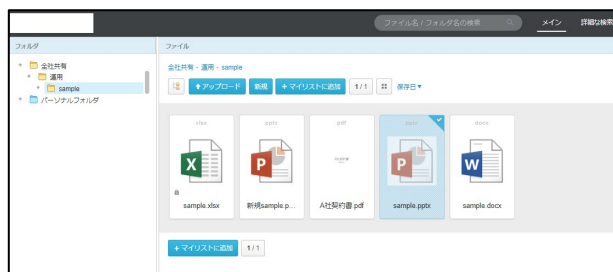 ファイル名 / フォルダ名の検索
メイン
詳細な検索
フォルダ
ファイル
会社共有
運用
sample
パーソナルフォルダ
会社共有 - 運用 - sample
アップロード
新規
+ マイリストに追加
1 / 1
保存日▼
xlsx
pptx
pdf
pptx
docx
X
P
P
W
sample.xlsx
新規sample.p...
A社契約書.pdf
sample.pptx
sample.docx
+ マイリストに追加
1 / 1